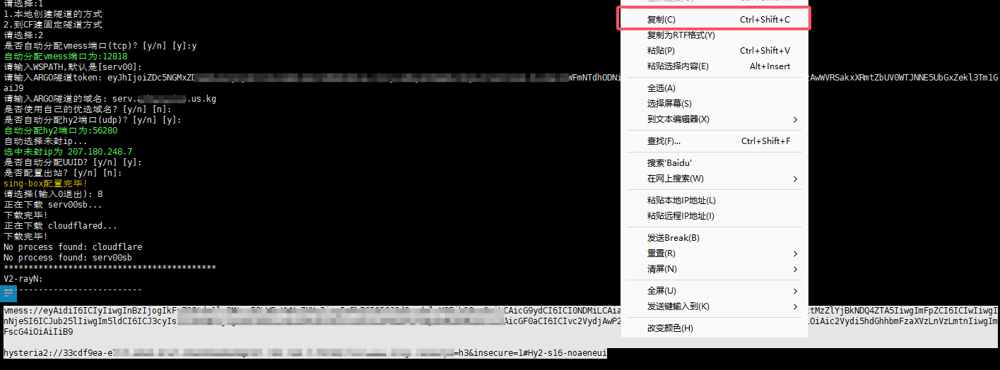 请选择:1
1.本地创建隧道的方式
2.到CF建固定隧道方式
请选择:2
是否自动分配vmess端口(tcp)? [y/n] [y]:y
自动分配vmess端口为:12818
请输入WSPATH,默认是[serv00]:
请输入ARGO隧道token: eyJhIjoiZDc5NGMxZD
aiJ9
请输入ARGO隧道的域名: serv.a .us.kg
是否使用自己的优选域名? [y/n] [n]:
是否自动分配hy2端口(udp)? [y/n] [y]:
自动分配hy2端口为:56280
自动选择未封ip...
选中未封ip为 207.180.248.7
是否自动分配UUID? [y/n] [y]:
是否配置出站? [y/n] [n]:
sing-box配置完毕!
请选择(输入0退出): 8
正在下载 serv00sb...
下载完毕!
正在下载 cloudflared...
下载完毕!
No process found: cloudflare
No process found: serv00sb
*******************************************
V2-rayN:
----------------------------
vmess://eyAidiI6ICIyIiwgInBzIjogIkF
FscG4iOiAiIiB9
hysteria2://33cdf9ea-e =h3&insecure=1#Hy2-s16-noaeneui
复制(C) Ctrl+Shift+C
复制为RTF格式(Y)
粘贴(P) Ctrl+Shift+V
粘贴选择内容(E) Alt+Insert
全选(A)
选择屏幕(S)
到文本编辑器(X)
查找(F)... Ctrl+Shift+F
搜索'Baidu'
在网上搜索(W)
粘贴本地IP地址(L)
粘贴远程IP地址(I)
发送Break(B)
重置(R)
清屏(N)
全屏(U)
发送键输入到(K)
改变颜色(H)